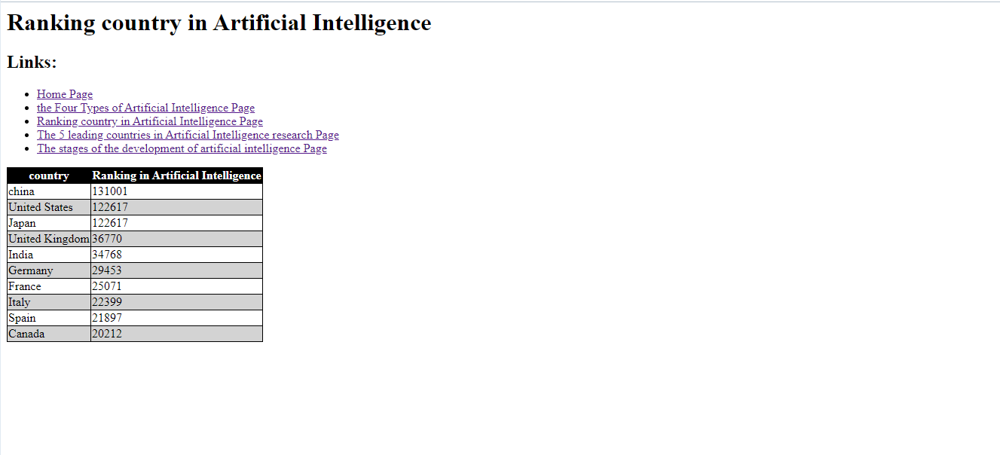 Ranking country in Artificial Intelligence
Links:
Home Page
the Four Types of Artificial Intelligence Page
Ranking country in Artificial Intelligence Page
The 5 leading countries in Artificial Intelligence research Page
The stages of the development of artificial intelligence Page
country Ranking in Artificial Intelligence
china 131001
United States 122617
Japan 122617
United Kingdom 36770
India 34768
Germany 29453
France 25071
Italy 22399
Spain 21897
Canada 20212